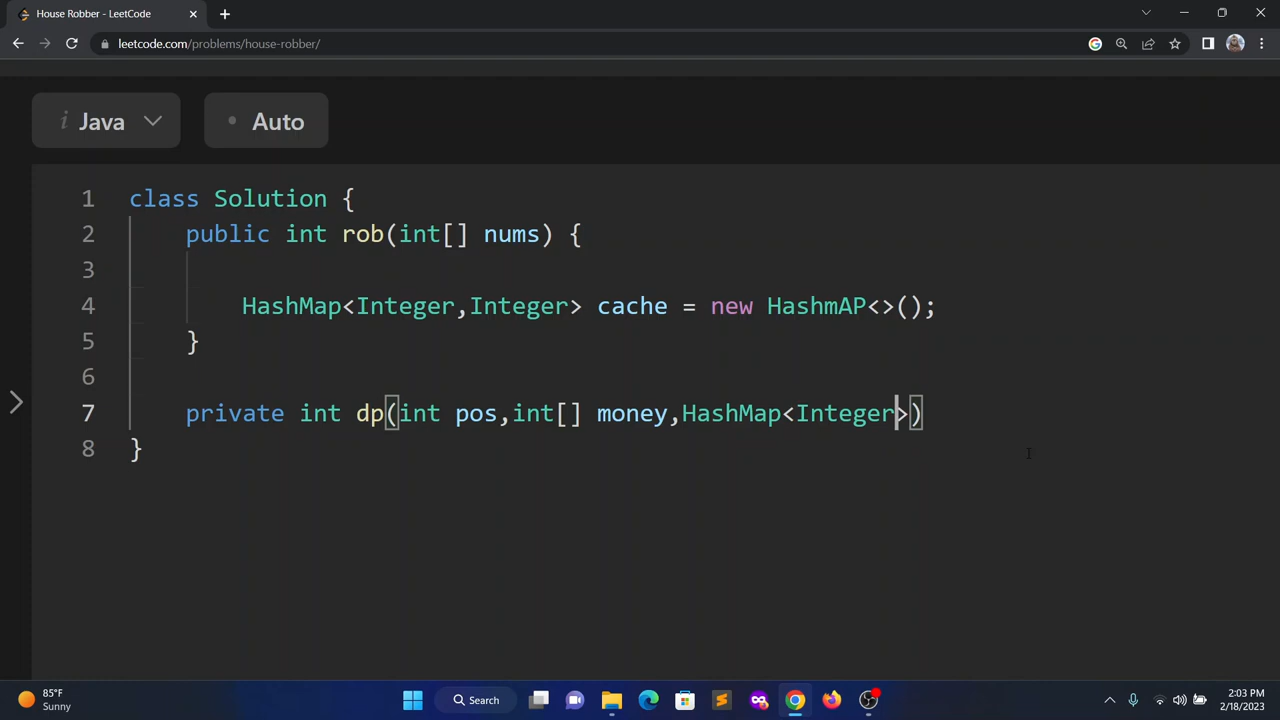 House Robber - LeetCode
leetcode.com/problems/house-robber/
i Java Auto
1 class Solution {
2 public int rob(int[] nums) {
3
4 HashMap<Integer,Integer> cache = new HashmAP<>();
5 }
6
7 private int dp(int pos,int[] money,HashMap<Integer>)
8 }
85°F
Sunny
Search
2:03 PM
2/18/2023